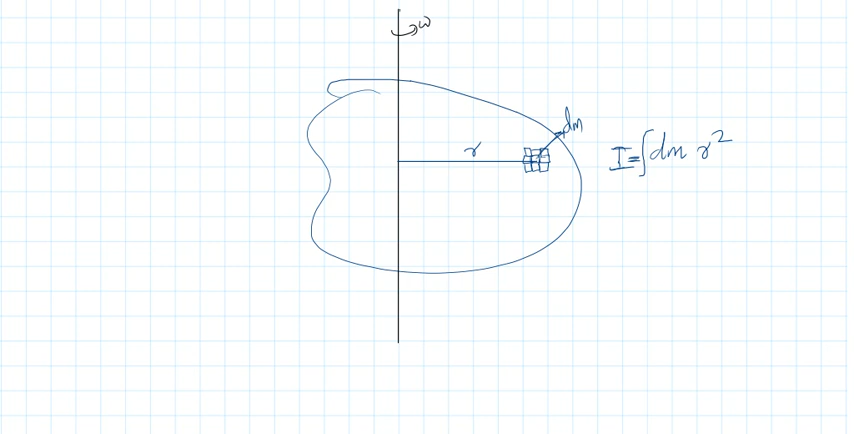 ω
r
dm
I=∫dm r²